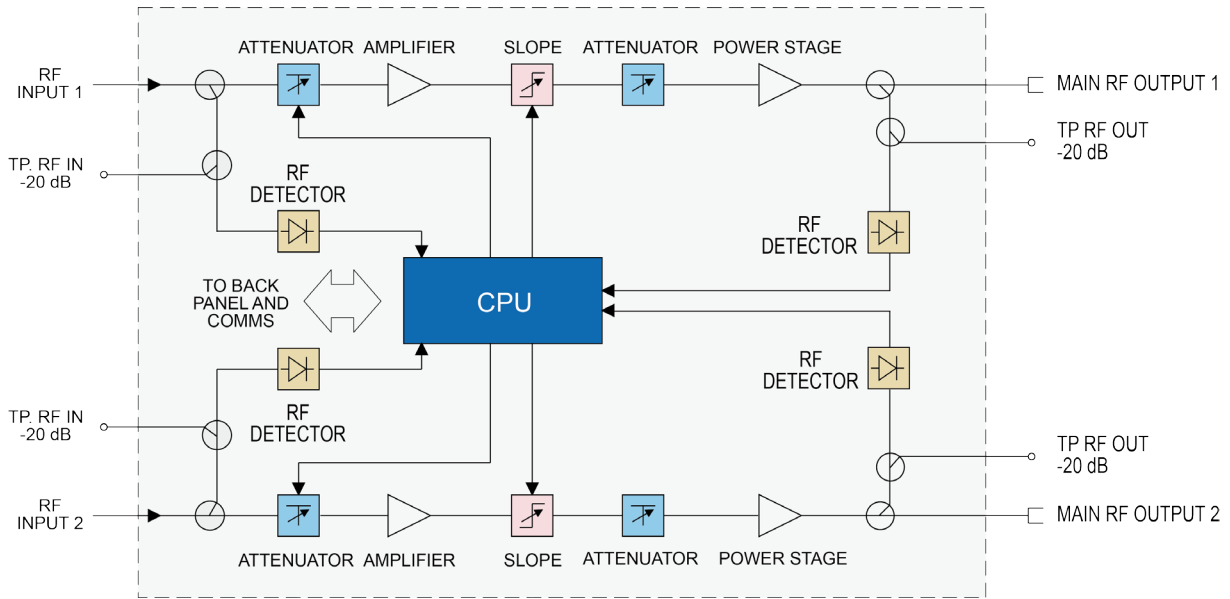 ATTENUATOR AMPLIFIER SLOPE ATTENUATOR POWER STAGE
RF
INPUT 1
MAIN RF OUTPUT 1
TP RF OUT
-20 dB
TP. RF IN
-20 dB
RF
DETECTOR
RF
DETECTOR
TO BACK
PANEL AND
COMMS
CPU
RF
DETECTOR
RF
DETECTOR
TP. RF IN
-20 dB
TP RF OUT
-20 dB
RF
INPUT 2
MAIN RF OUTPUT 2
ATTENUATOR AMPLIFIER SLOPE ATTENUATOR POWER STAGE